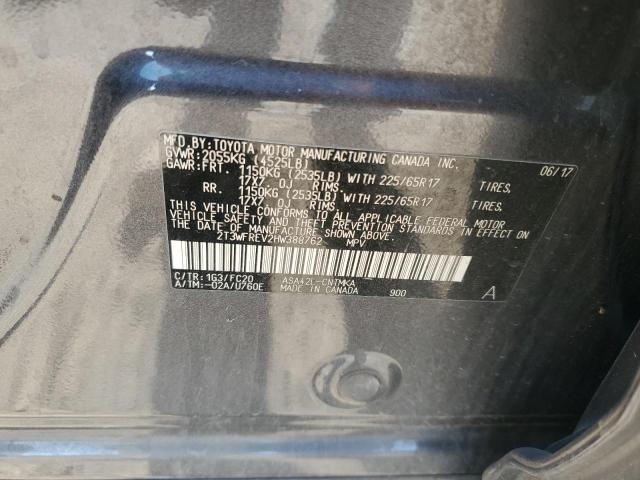 MFD. BY: TOYOTA MOTOR MANUFACTURING CANADA INC.
GVWR: 2055KG (4525LB) 06/17
GAWR: FRT. 1150KG (2535LB) WITH 225/65R17 TIRES,
17X7.0J RIMS.
RR. 1150KG (2535LB) WITH 225/65R17 TIRES,
17X7.0J RIMS.
THIS VEHICLE CONFORMS TO ALL APPLICABLE FEDERAL MOTOR
VEHICLE SAFETY AND THEFT PREVENTION STANDARDS IN EFFECT ON
THE DATE OF MANUFACTURE SHOWN ABOVE.
2T3WFREV2HW388762 MPV
C/TR: 1G3/FC20 ASA42L-CNTMKA
A/TM: -02A/U760E MADE IN CANADA 900 A